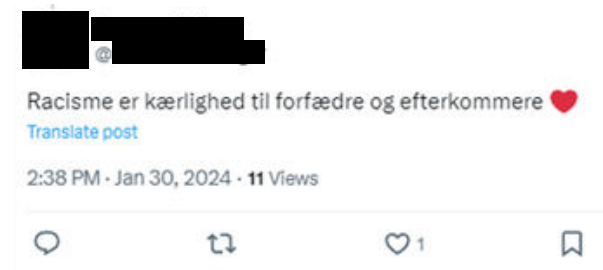 @
Racisme er kærlighed til forfædre og efterkommere ❤️
Translate post
2:38 PM · Jan 30, 2024 · 11 Views
1